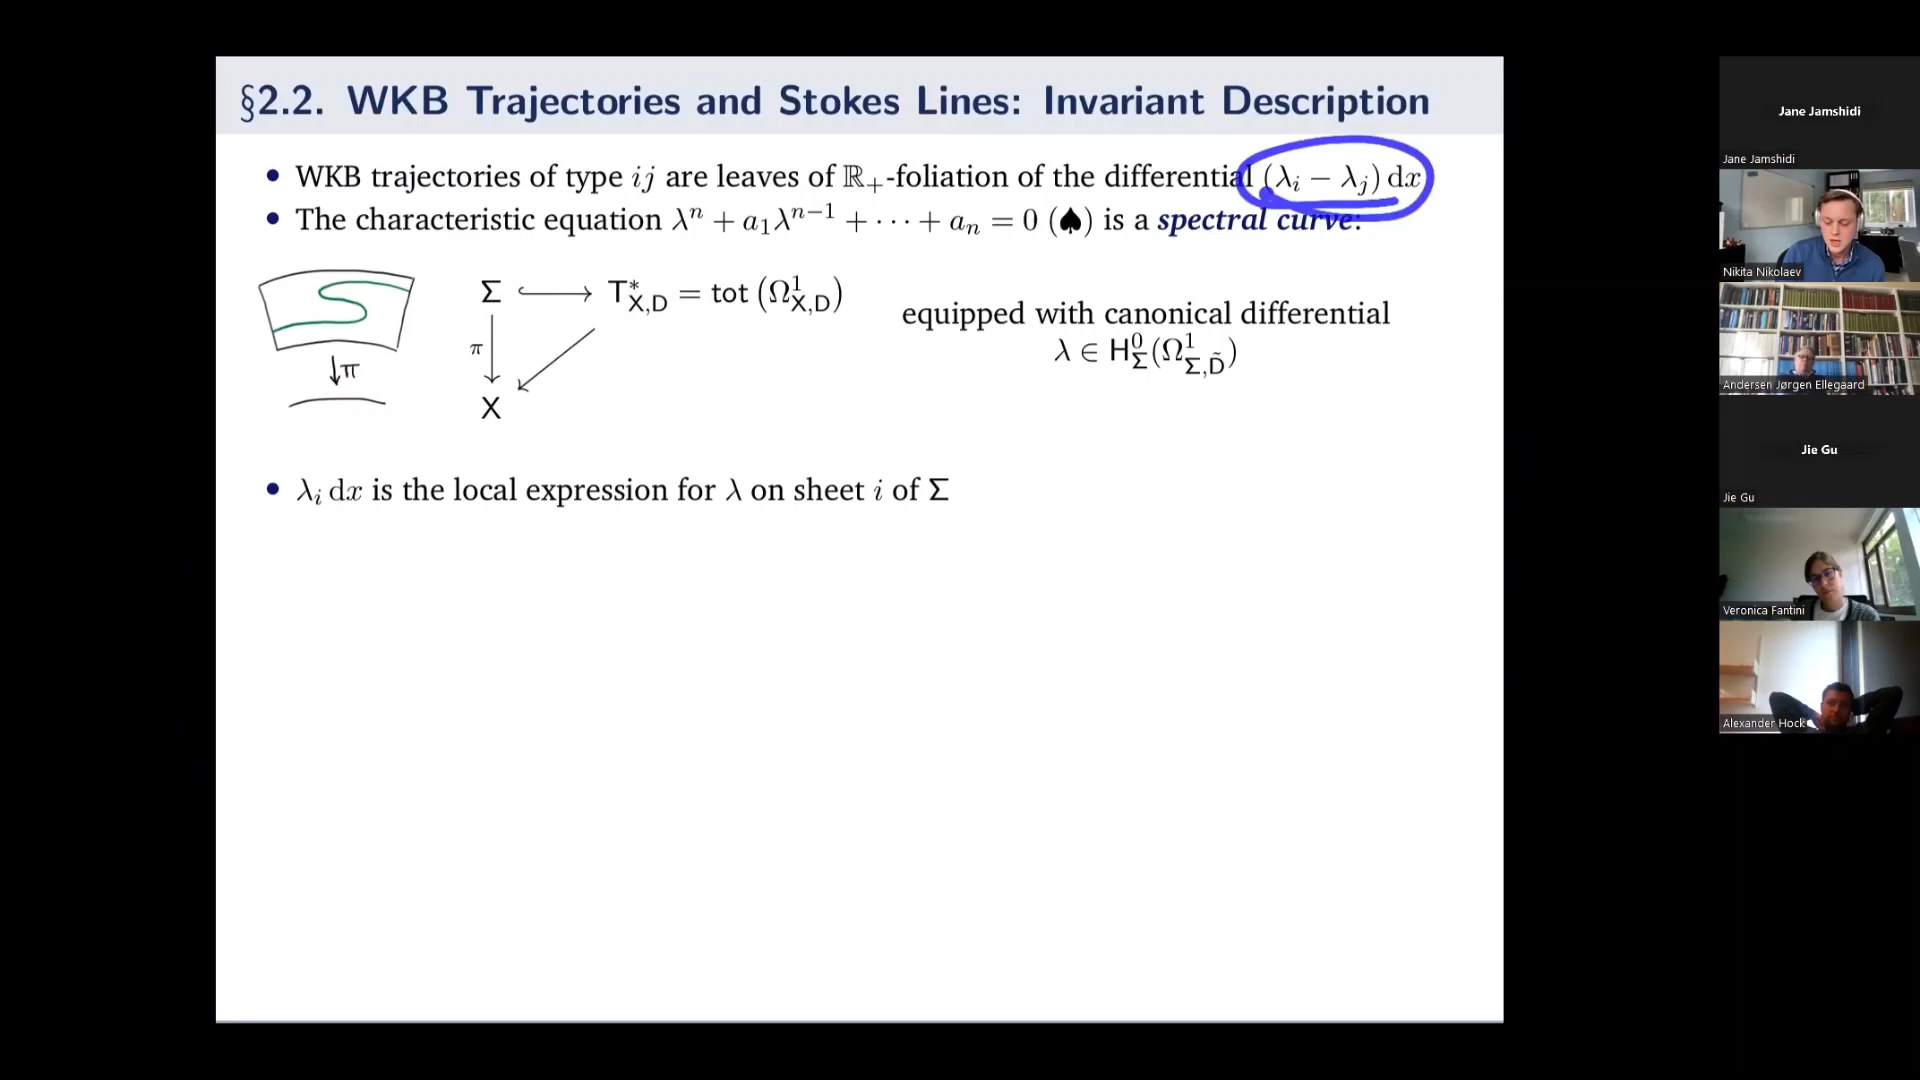 §2.2. WKB Trajectories and Stokes Lines: Invariant Description
• WKB trajectories of type ij are leaves of ℝ₊-foliation of the differential (λᵢ − λⱼ) dx
• The characteristic equation λⁿ + a₁λⁿ⁻¹ + ⋯ + aₙ = 0 (♠) is a spectral curve:
Σ ↪ T*_{X,D} = tot (Ω¹_{X,D})
equipped with canonical differential
λ ∈ H⁰_Σ(Ω¹_{Σ,D̃})
π
↓π
X
• λᵢ dx is the local expression for λ on sheet i of Σ
Jane Jamshidi
Jane Jamshidi
Nikita Nikolaev
Andersen Jørgen Ellegaard
Jie Gu
Jie Gu
Veronica Fantini
Alexander Hock